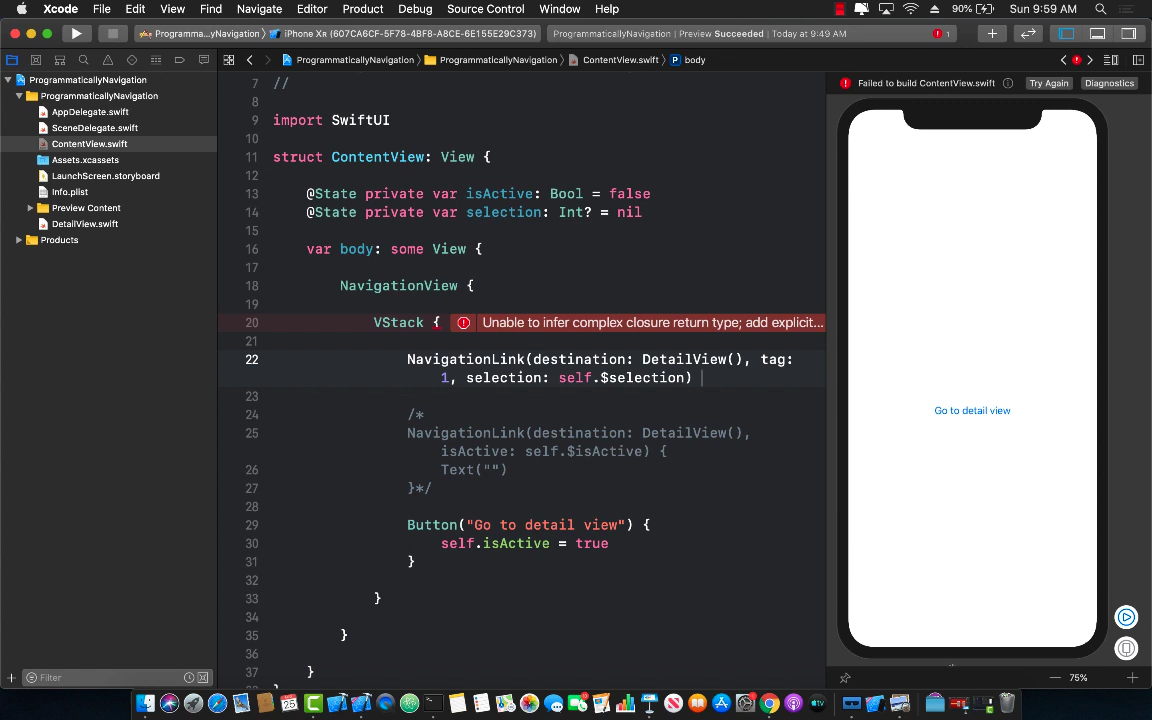 Xcode File Edit View Find Navigate Editor Product Debug Source Control Window Help 90% Sun 9:59 AM
Programma...yNavigation iPhone XR (607CA6CF-5F78-4BF8-A8CE-6E155E29C373) ProgrammaticallyNavigation | Preview Succeeded | Today at 9:49 AM 1
ProgrammaticallyNavigation ProgrammaticallyNavigation ContentView.swift P body
ProgrammaticallyNavigation
ProgrammaticallyNavigation
AppDelegate.swift
SceneDelegate.swift
ContentView.swift
Assets.xcassets
LaunchScreen.storyboard
Info.plist
Preview Content
DetailView.swift
Products
Filter
7 //
8
9 import SwiftUI
10
11 struct ContentView: View {
12
13 @State private var isActive: Bool = false
14 @State private var selection: Int? = nil
15
16 var body: some View {
17
18 NavigationView {
19
20 VStack { Unable to infer complex closure return type; add explicit...
21
22 NavigationLink(destination: DetailView(), tag:
1, selection: self.$selection)
23
24 /*
25 NavigationLink(destination: DetailView(),
isActive: self.$isActive) {
26 Text("")
27 }*/
28
29 Button("Go to detail view") {
30 self.isActive = true
31 }
32
33 }
34
35 }
36
37 }
Failed to build ContentView.swift Try Again Diagnostics
Go to detail view
75%